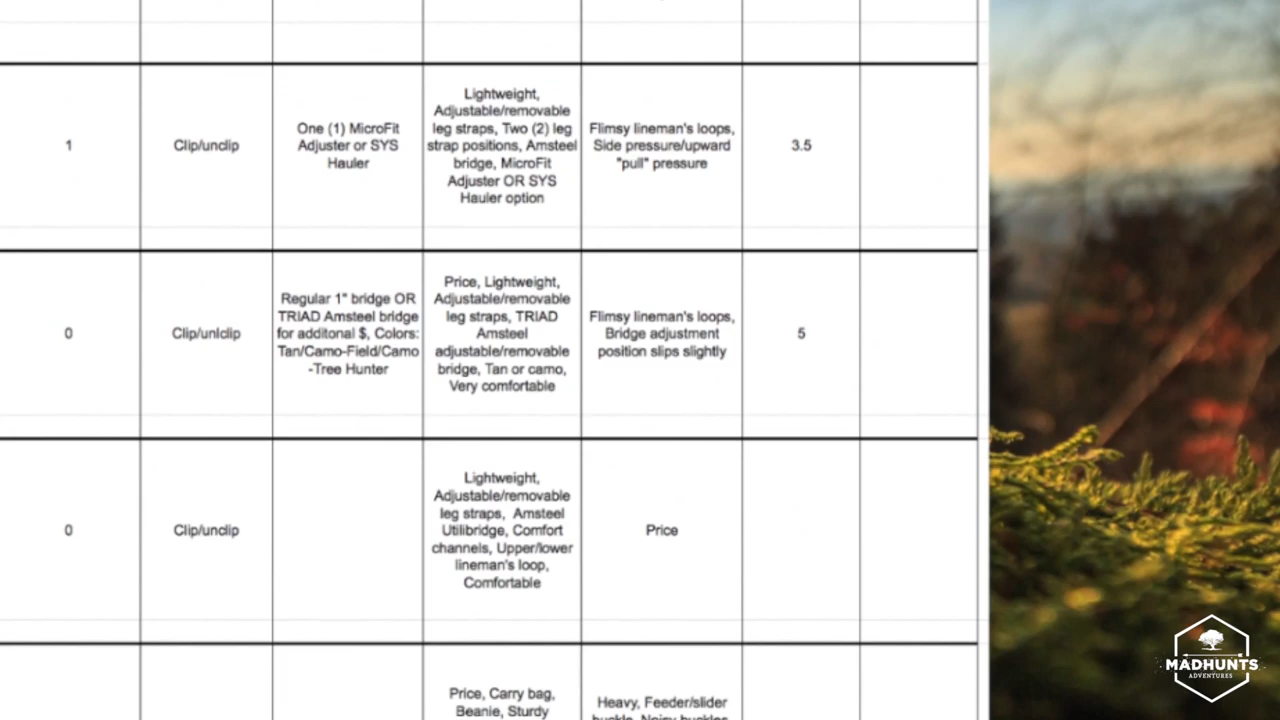 1
Clip/unclip
One (1) MicroFit
Adjuster or SYS
Hauler
Lightweight,
Adjustable/removable
leg straps, Two (2) leg
strap positions, Amsteel
bridge, MicroFit
Adjuster OR SYS
Hauler option
Flimsy lineman's loops,
Side pressure/upward
"pull" pressure
3.5
0
Clip/unlclip
Regular 1" bridge OR
TRIAD Amsteel bridge
for additonal $, Colors:
Tan/Camo-Field/Camo
-Tree Hunter
Price, Lightweight,
Adjustable/removable
leg straps, TRIAD
Amsteel
adjustable/removable
bridge, Tan or camo,
Very comfortable
Flimsy lineman's loops,
Bridge adjustment
position slips slightly
5
0
Clip/unclip
Lightweight,
Adjustable/removable
leg straps, Amsteel
Utilibridge, Comfort
channels, Upper/lower
lineman's loop,
Comfortable
Price
Price, Carry bag,
Beanie, Sturdy
Heavy, Feeder/slider
buckle, Noisy buckles,
MADHUNTS
ADVENTURES